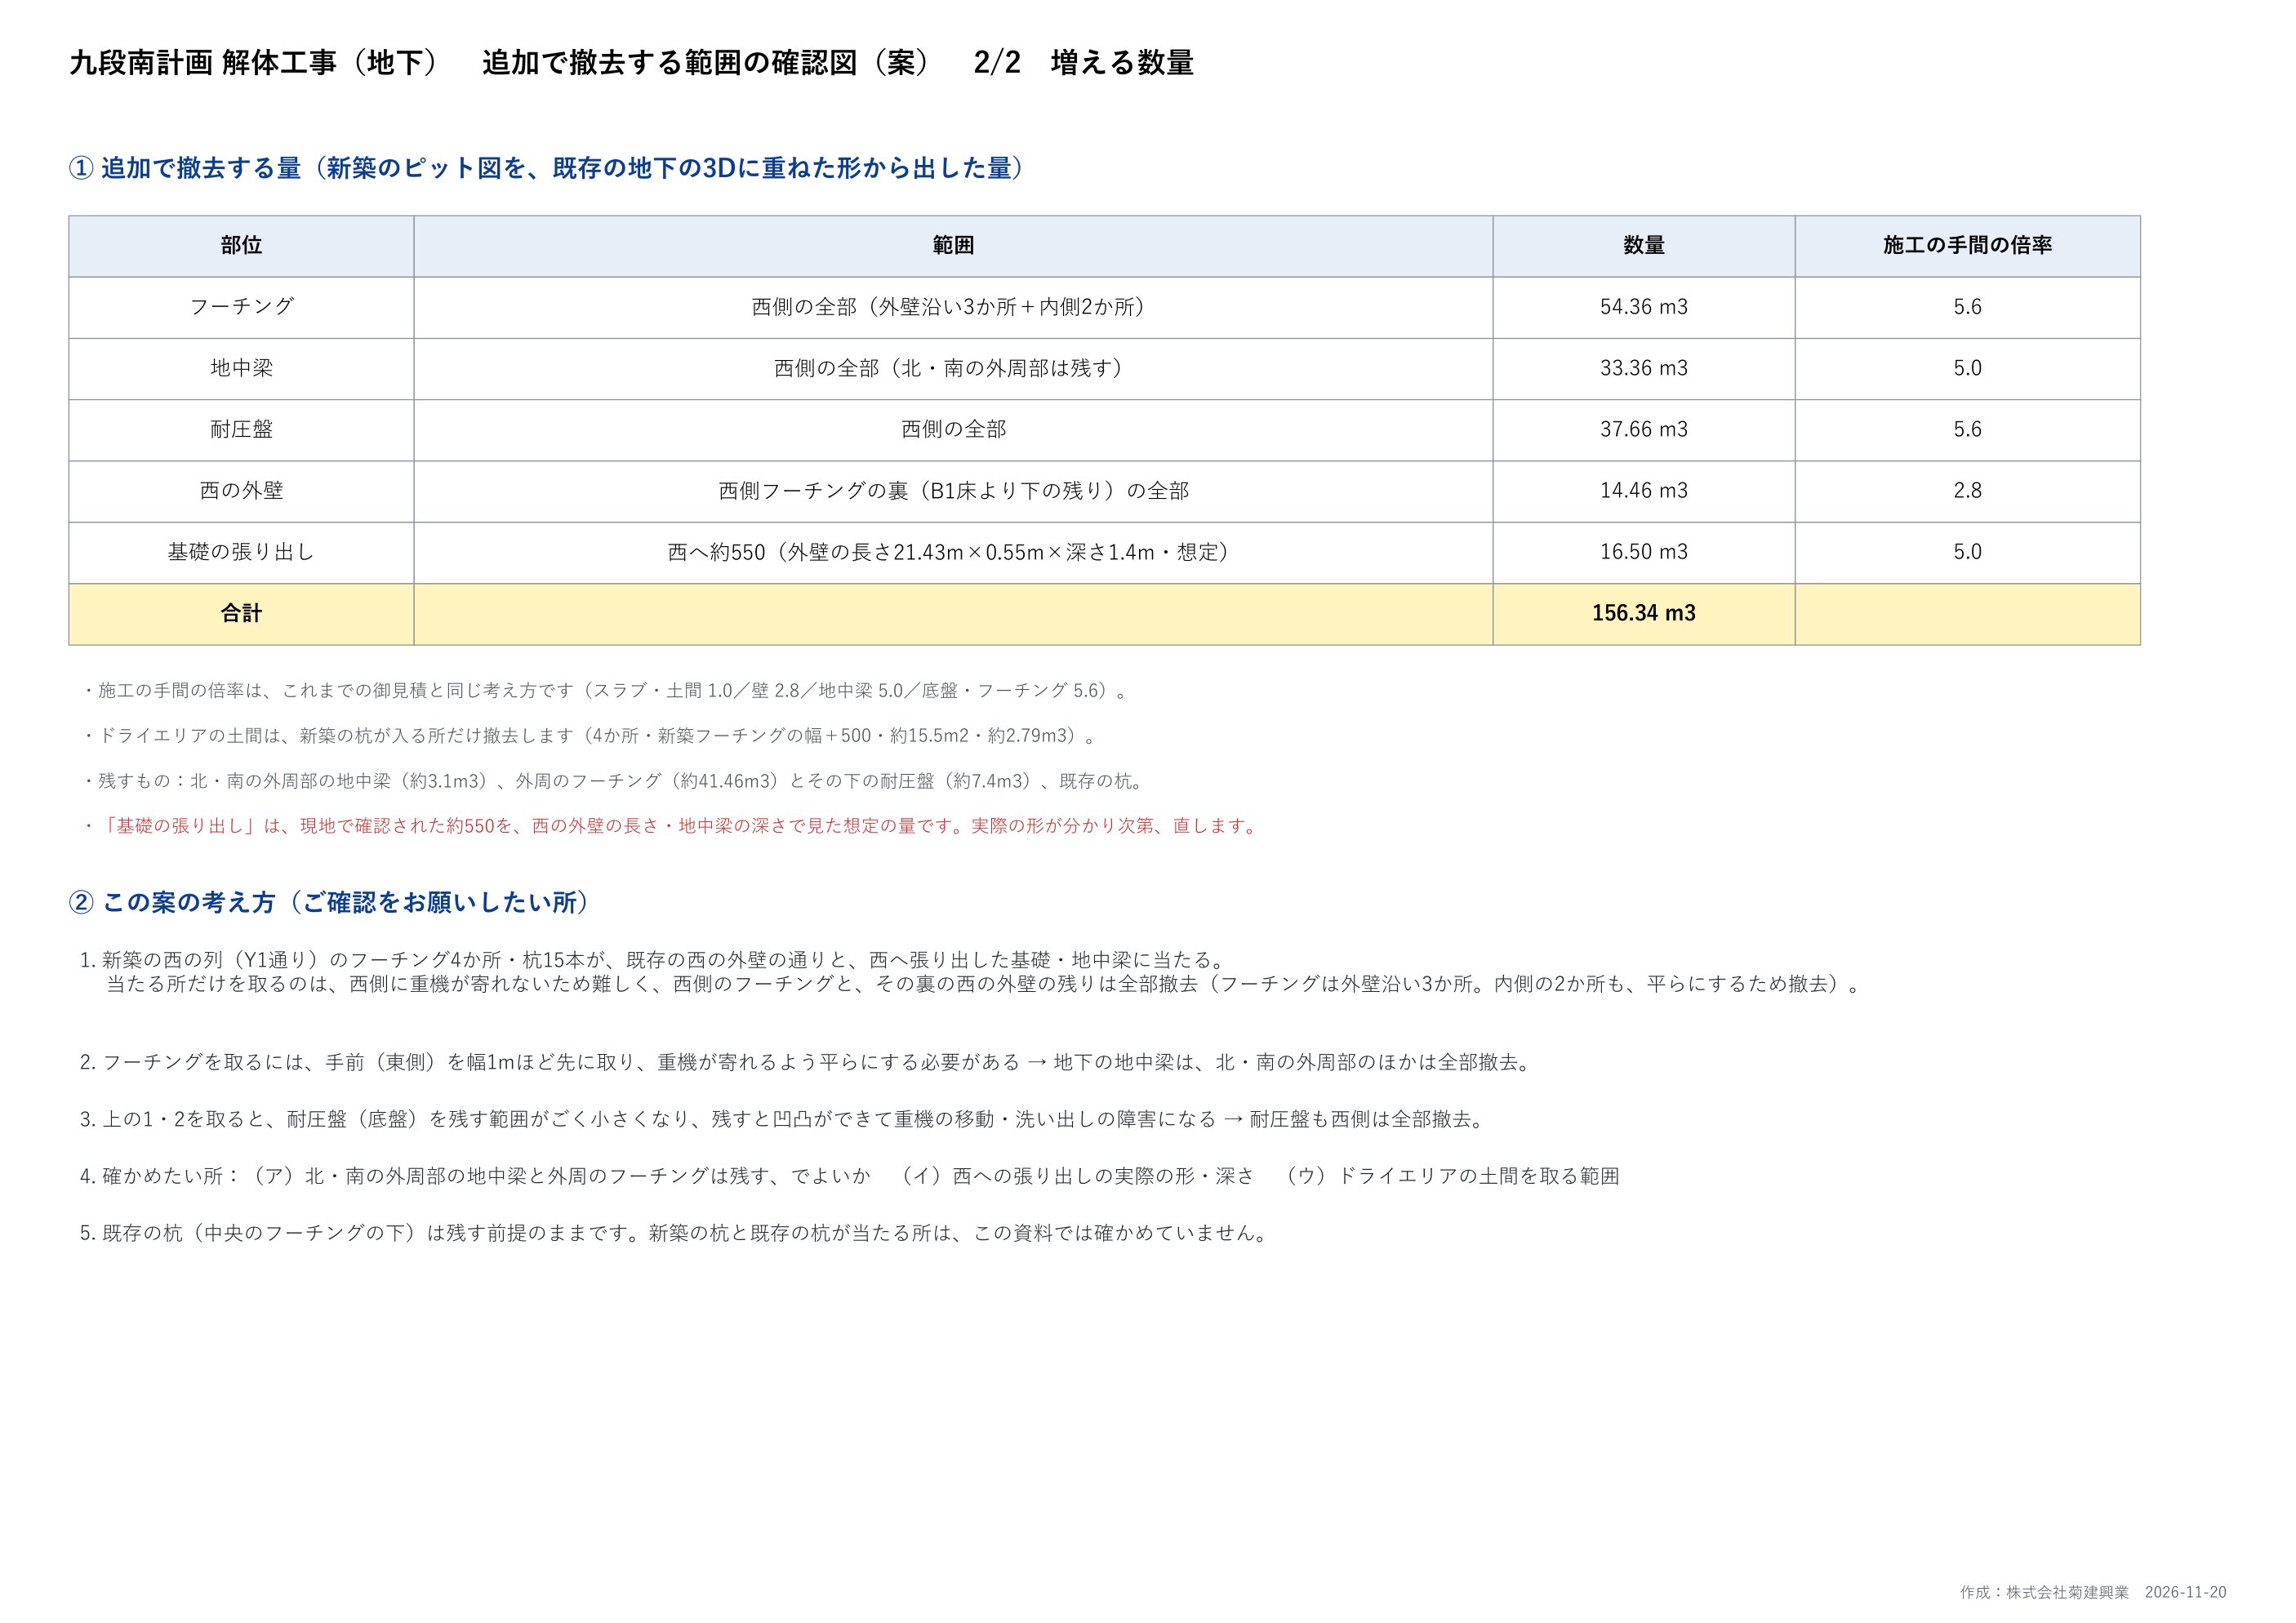 九段南計画 解体工事（地下）　追加で撤去する範囲の確認図（案）　2/2　増える数量
① 追加で撤去する量（新築のピット図を、既存の地下の3Dに重ねた形から出した量）
部位　範囲　数量　施工の手間の倍率
フーチング　西側の全部（外壁沿い3か所＋内側2か所）　54.36 m3　5.6
地中梁　西側の全部（北・南の外周部は残す）　33.36 m3　5.0
耐圧盤　西側の全部　37.66 m3　5.6
西の外壁　西側フーチングの裏（B1床より下の残り）の全部　14.46 m3　2.8
基礎の張り出し　西へ約550（外壁の長さ21.43m×0.55m×深さ1.4m・想定）　16.50 m3　5.0
合計　156.34 m3
・施工の手間の倍率は、これまでの御見積と同じ考え方です（スラブ・土間 1.0／壁 2.8／地中梁 5.0／底盤・フーチング 5.6）。
・ドライエリアの土間は、新築の杭が入る所だけ撤去します（4か所・新築フーチングの幅＋500・約15.5m2・約2.79m3）。
・残すもの：北・南の外周部の地中梁（約3.1m3）、外周のフーチング（約41.46m3）とその下の耐圧盤（約7.4m3）、既存の杭。
・「基礎の張り出し」は、現地で確認された約550を、西の外壁の長さ・地中梁の深さで見た想定の量です。実際の形が分かり次第、直します。
② この案の考え方（ご確認をお願いしたい所）
1. 新築の西の列（Y1通り）のフーチング4か所・杭15本が、既存の西の外壁の通りと、西へ張り出した基礎・地中梁に当たる。
当たる所だけを取るのは、西側に重機が寄れないため難しく、西側のフーチングと、その裏の西の外壁の残りは全部撤去（フーチングは外壁沿い3か所。内側の2か所も、平らにするため撤去）。
2. フーチングを取るには、手前（東側）を幅1mほど先に取り、重機が寄れるよう平らにする必要がある → 地下の地中梁は、北・南の外周部のほかは全部撤去。
3. 上の1・2を取ると、耐圧盤（底盤）を残す範囲がごく小さくなり、残すと凹凸ができて重機の移動・洗い出しの障害になる → 耐圧盤も西側は全部撤去。
4. 確かめたい所：（ア）北・南の外周部の地中梁と外周のフーチングは残す、でよいか　（イ）西への張り出しの実際の形・深さ　（ウ）ドライエリアの土間を取る範囲
5. 既存の杭（中央のフーチングの下）は残す前提のままです。新築の杭と既存の杭が当たる所は、この資料では確かめていません。
作成：株式会社菊建興業　2026-11-20